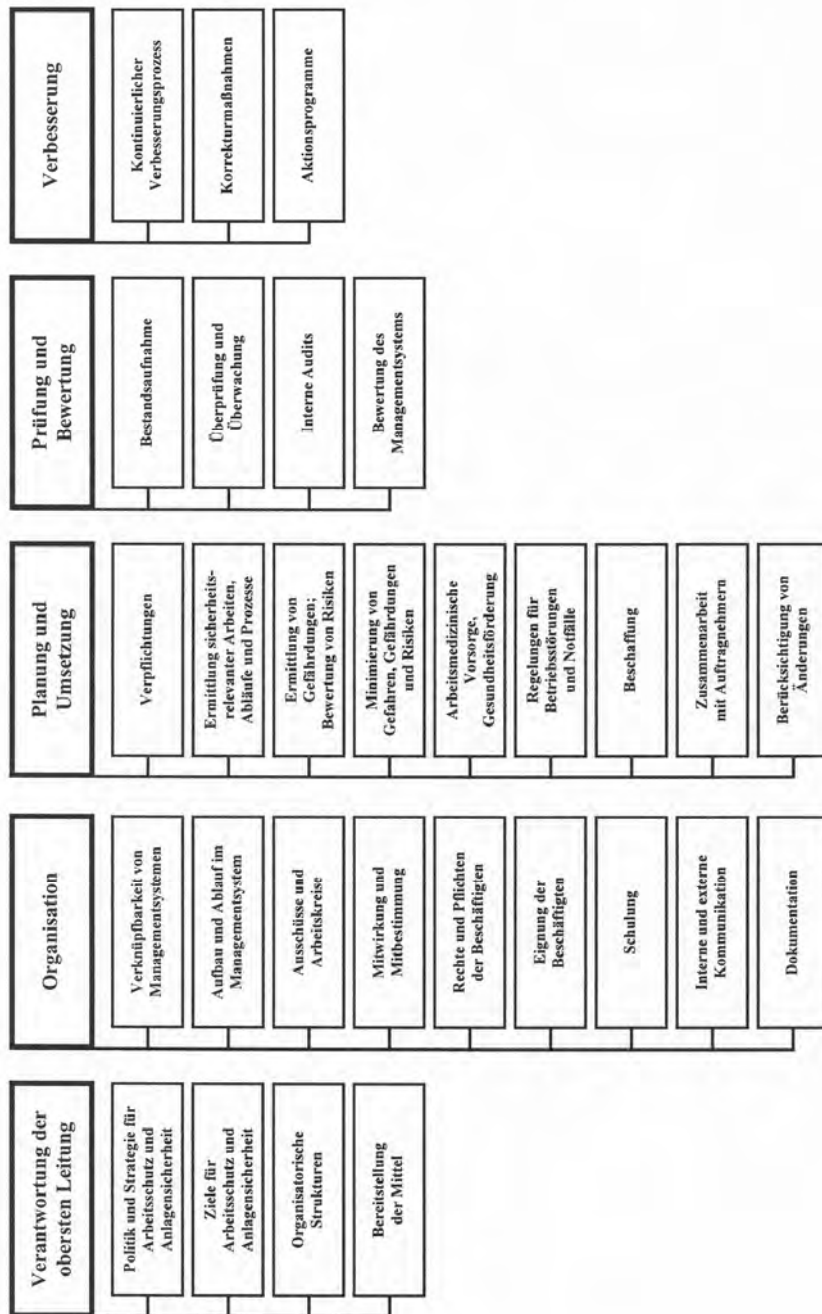 Verantwortung der
obersten Leitung
Politik und Strategie für
Arbeitsschutz und
Anlagensicherheit
Ziele für
Arbeitsschutz und
Anlagensicherheit
Organisatorische
Strukturen
Bereitstellung
der Mittel
Organisation
Verknüpfbarkeit von
Managementsystemen
Aufbau und Ablauf im
Managementsystem
Ausschüsse und
Arbeitskreise
Mitwirkung und
Mitbestimmung
Rechte und Pflichten
der Beschäftigten
Eignung der
Beschäftigten
Schulung
Interne und externe
Kommunikation
Dokumentation
Planung und
Umsetzung
Verpflichtungen
Ermittlung sicherheits-
relevanter Arbeiten,
Abläufe und Prozesse
Ermittlung von
Gefährdungen;
Bewertung von Risiken
Minimierung von
Gefahren, Gefährdungen
und Risiken
Arbeitsmedizinische
Vorsorge,
Gesundheitsförderung
Regelungen für
Betriebsstörungen
und Notfälle
Beschaffung
Zusammenarbeit
mit Auftragnehmern
Berücksichtigung von
Änderungen
Prüfung und
Bewertung
Bestandsaufnahme
Überprüfung und
Überwachung
Interne Audits
Bewertung des
Managementsystems
Verbesserung
Kontinuierlicher
Verbesserungsprozess
Korrekturmaßnahmen
Aktionsprogramme